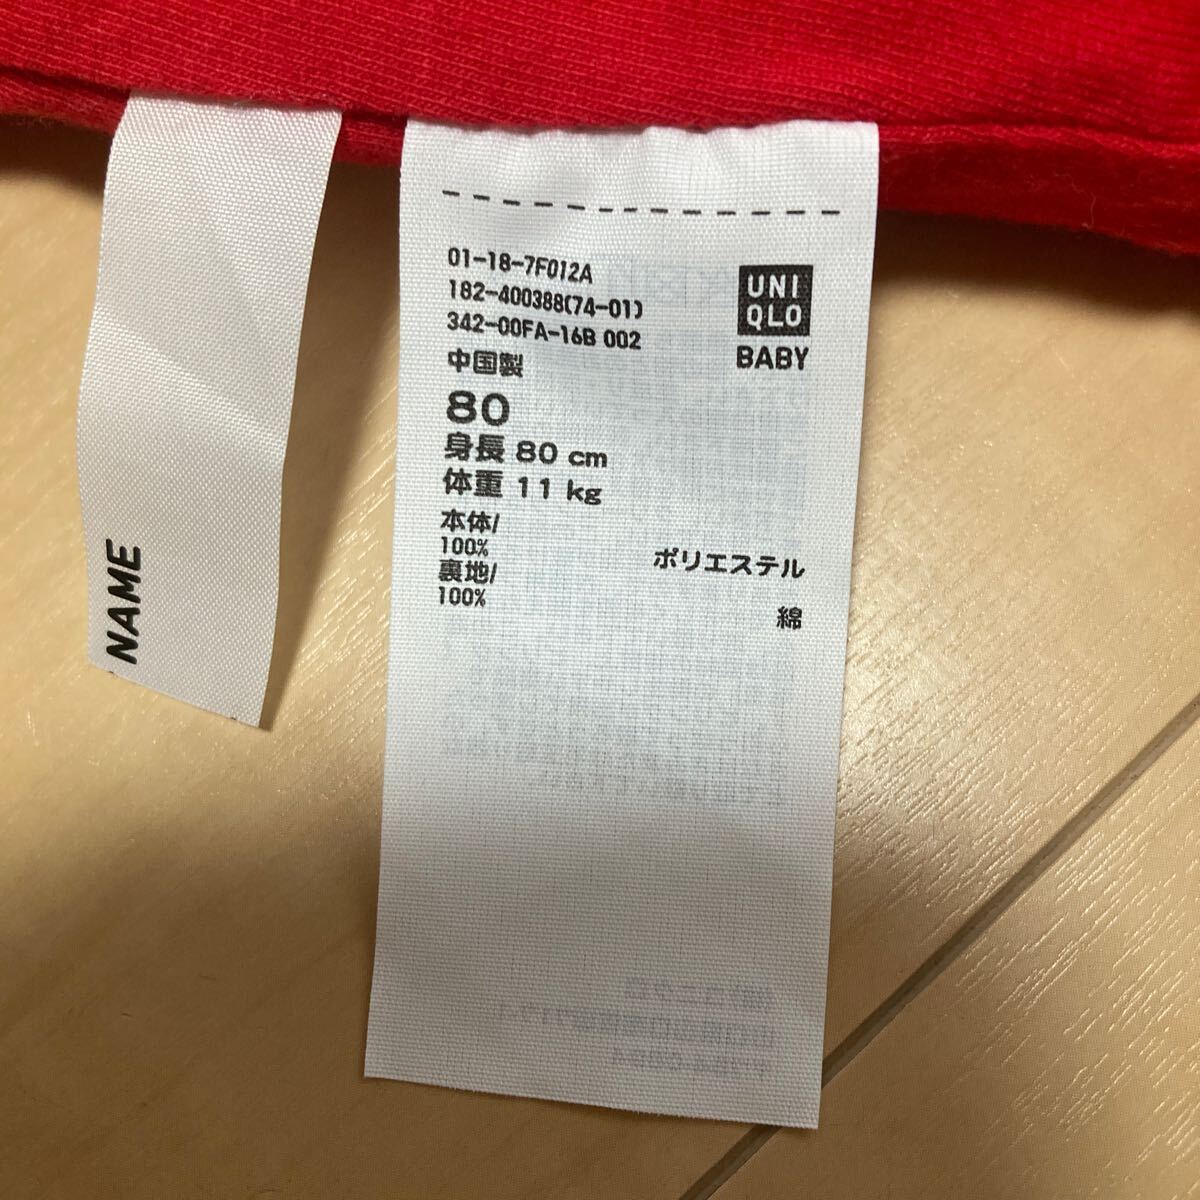 NAME
01-18-7F012A
182-400388(74-01)
342-00FA-16B 002
中国製
80
身長 80 cm
体重 11 kg
本体/
100% ポリエステル
裏地/
100% 綿
UNI
QLO
BABY